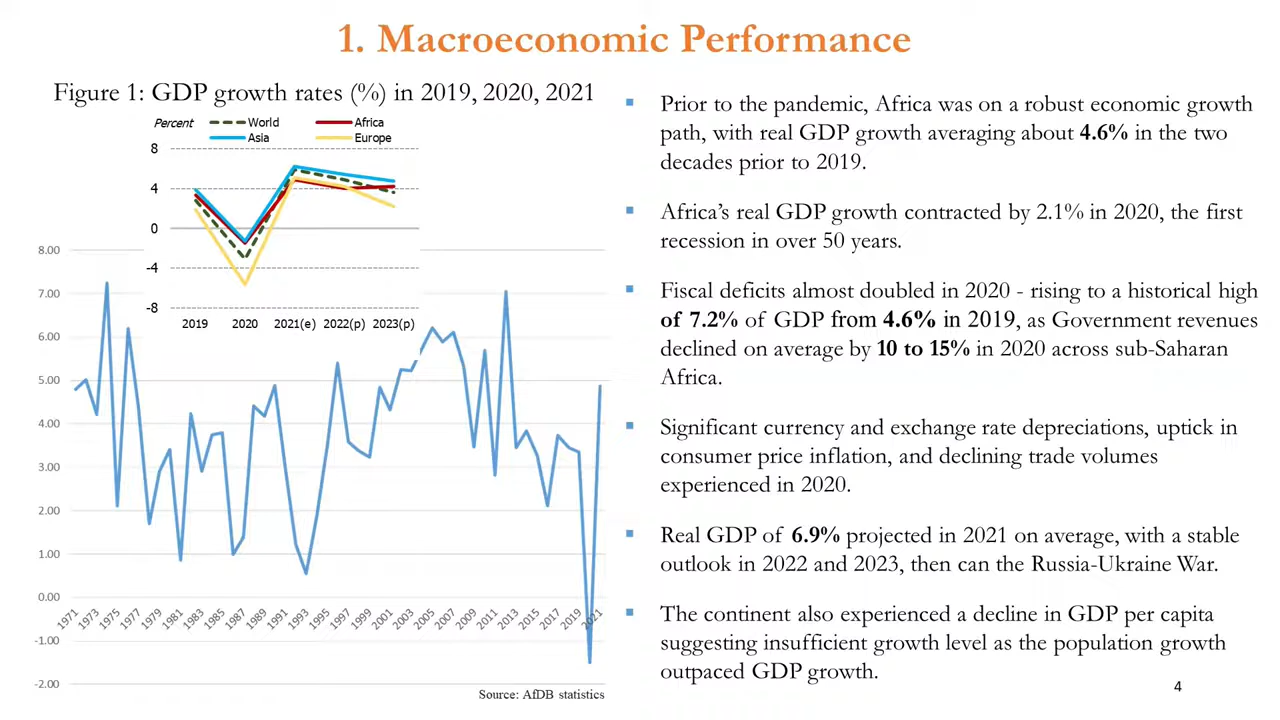 1. Macroeconomic Performance
Figure 1: GDP growth rates (%) in 2019, 2020, 2021
Percent
World
Africa
Asia
Europe
8
4
0
-4
-8
2019 2020 2021(e) 2022(p) 2023(p)
8.00
7.00
6.00
5.00
4.00
3.00
2.00
1.00
0.00
-1.00
-2.00
1971 1973 1975 1977 1979 1981 1983 1985 1987 1989 1991 1993 1995 1997 1999 2001 2003 2005 2007 2009 2011 2013 2015 2017 2019 2021
Source: AfDB statistics
▪ Prior to the pandemic, Africa was on a robust economic growth
path, with real GDP growth averaging about 4.6% in the two
decades prior to 2019.
▪ Africa’s real GDP growth contracted by 2.1% in 2020, the first
recession in over 50 years.
▪ Fiscal deficits almost doubled in 2020 - rising to a historical high
of 7.2% of GDP from 4.6% in 2019, as Government revenues
declined on average by 10 to 15% in 2020 across sub-Saharan
Africa.
▪ Significant currency and exchange rate depreciations, uptick in
consumer price inflation, and declining trade volumes
experienced in 2020.
▪ Real GDP of 6.9% projected in 2021 on average, with a stable
outlook in 2022 and 2023, then can the Russia-Ukraine War.
▪ The continent also experienced a decline in GDP per capita
suggesting insufficient growth level as the population growth
outpaced GDP growth.
4